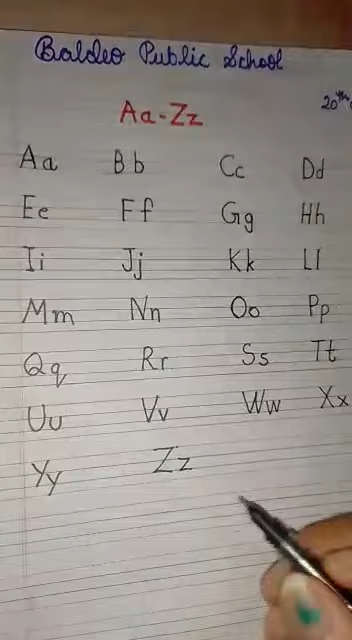 Baldeo Public School
20th
Aa-Zz
Aa Bb Cc Dd
Ee Ff Gg Hh
Ii Jj Kk Ll
Mm Nn Oo Pp
Qq Rr Ss Tt
Uu Vv Ww Xx
Yy Zz